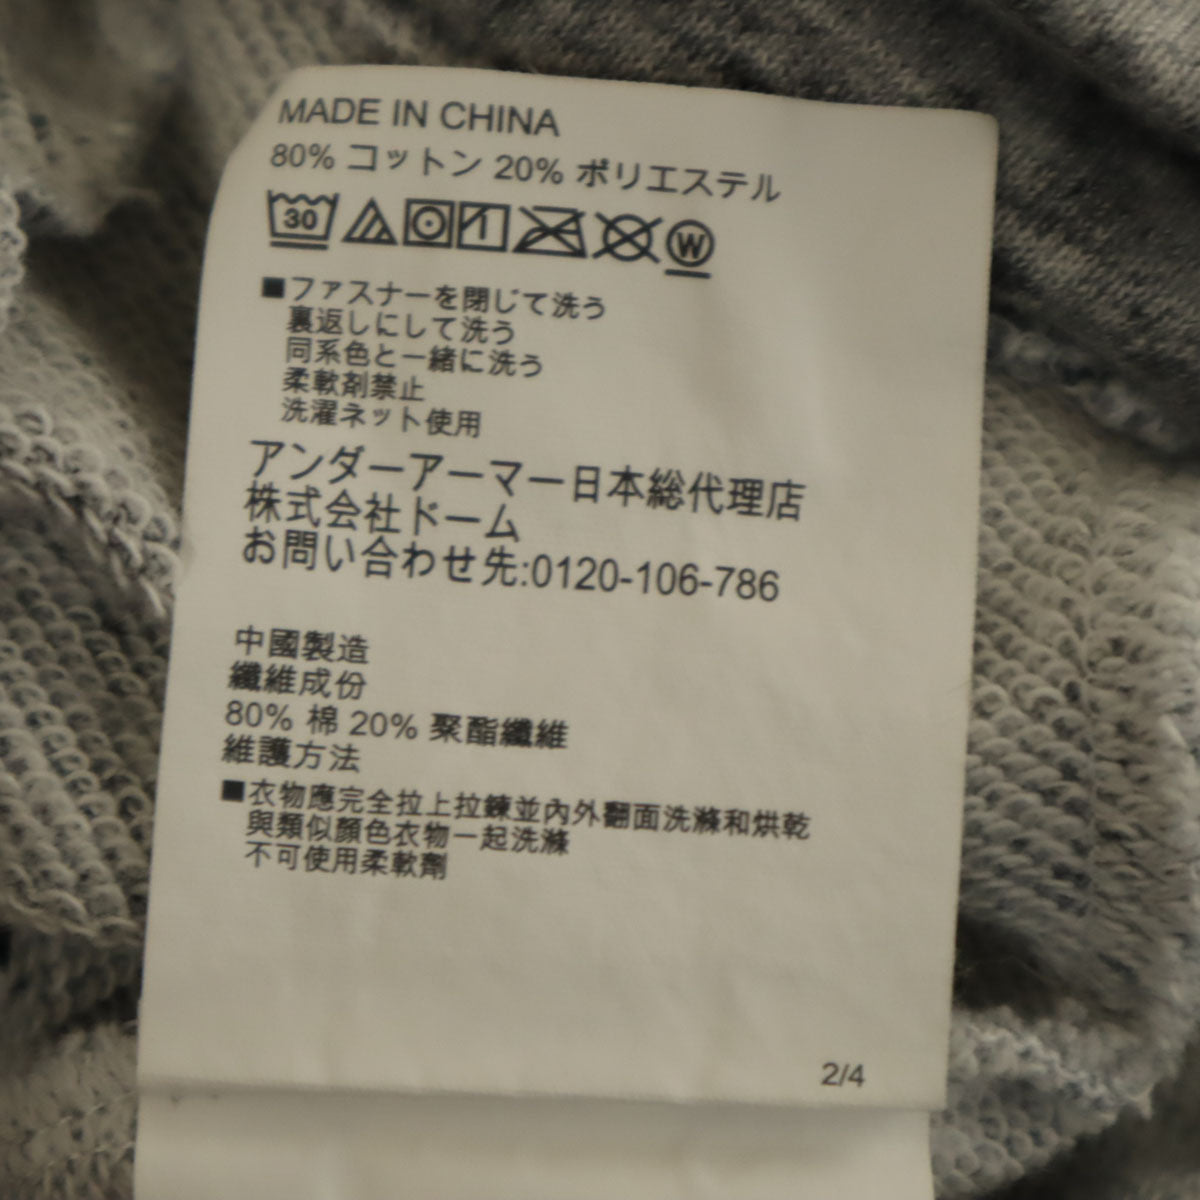 MADE IN CHINA
80% コットン 20% ポリエステル
30 W
■ファスナーを閉じて洗う
裏返しにして洗う
同系色と一緒に洗う
柔軟剤禁止
洗濯ネット使用
アンダーアーマー日本総代理店
株式会社ドーム
お問い合わせ先:0120-106-786
中國製造
纖維成份
80% 棉 20% 聚酯纖維
維護方法
■衣物應完全拉上拉鍊並內外翻面洗滌和烘乾
與類似顏色衣物一起洗滌
不可使用柔軟劑
2/4